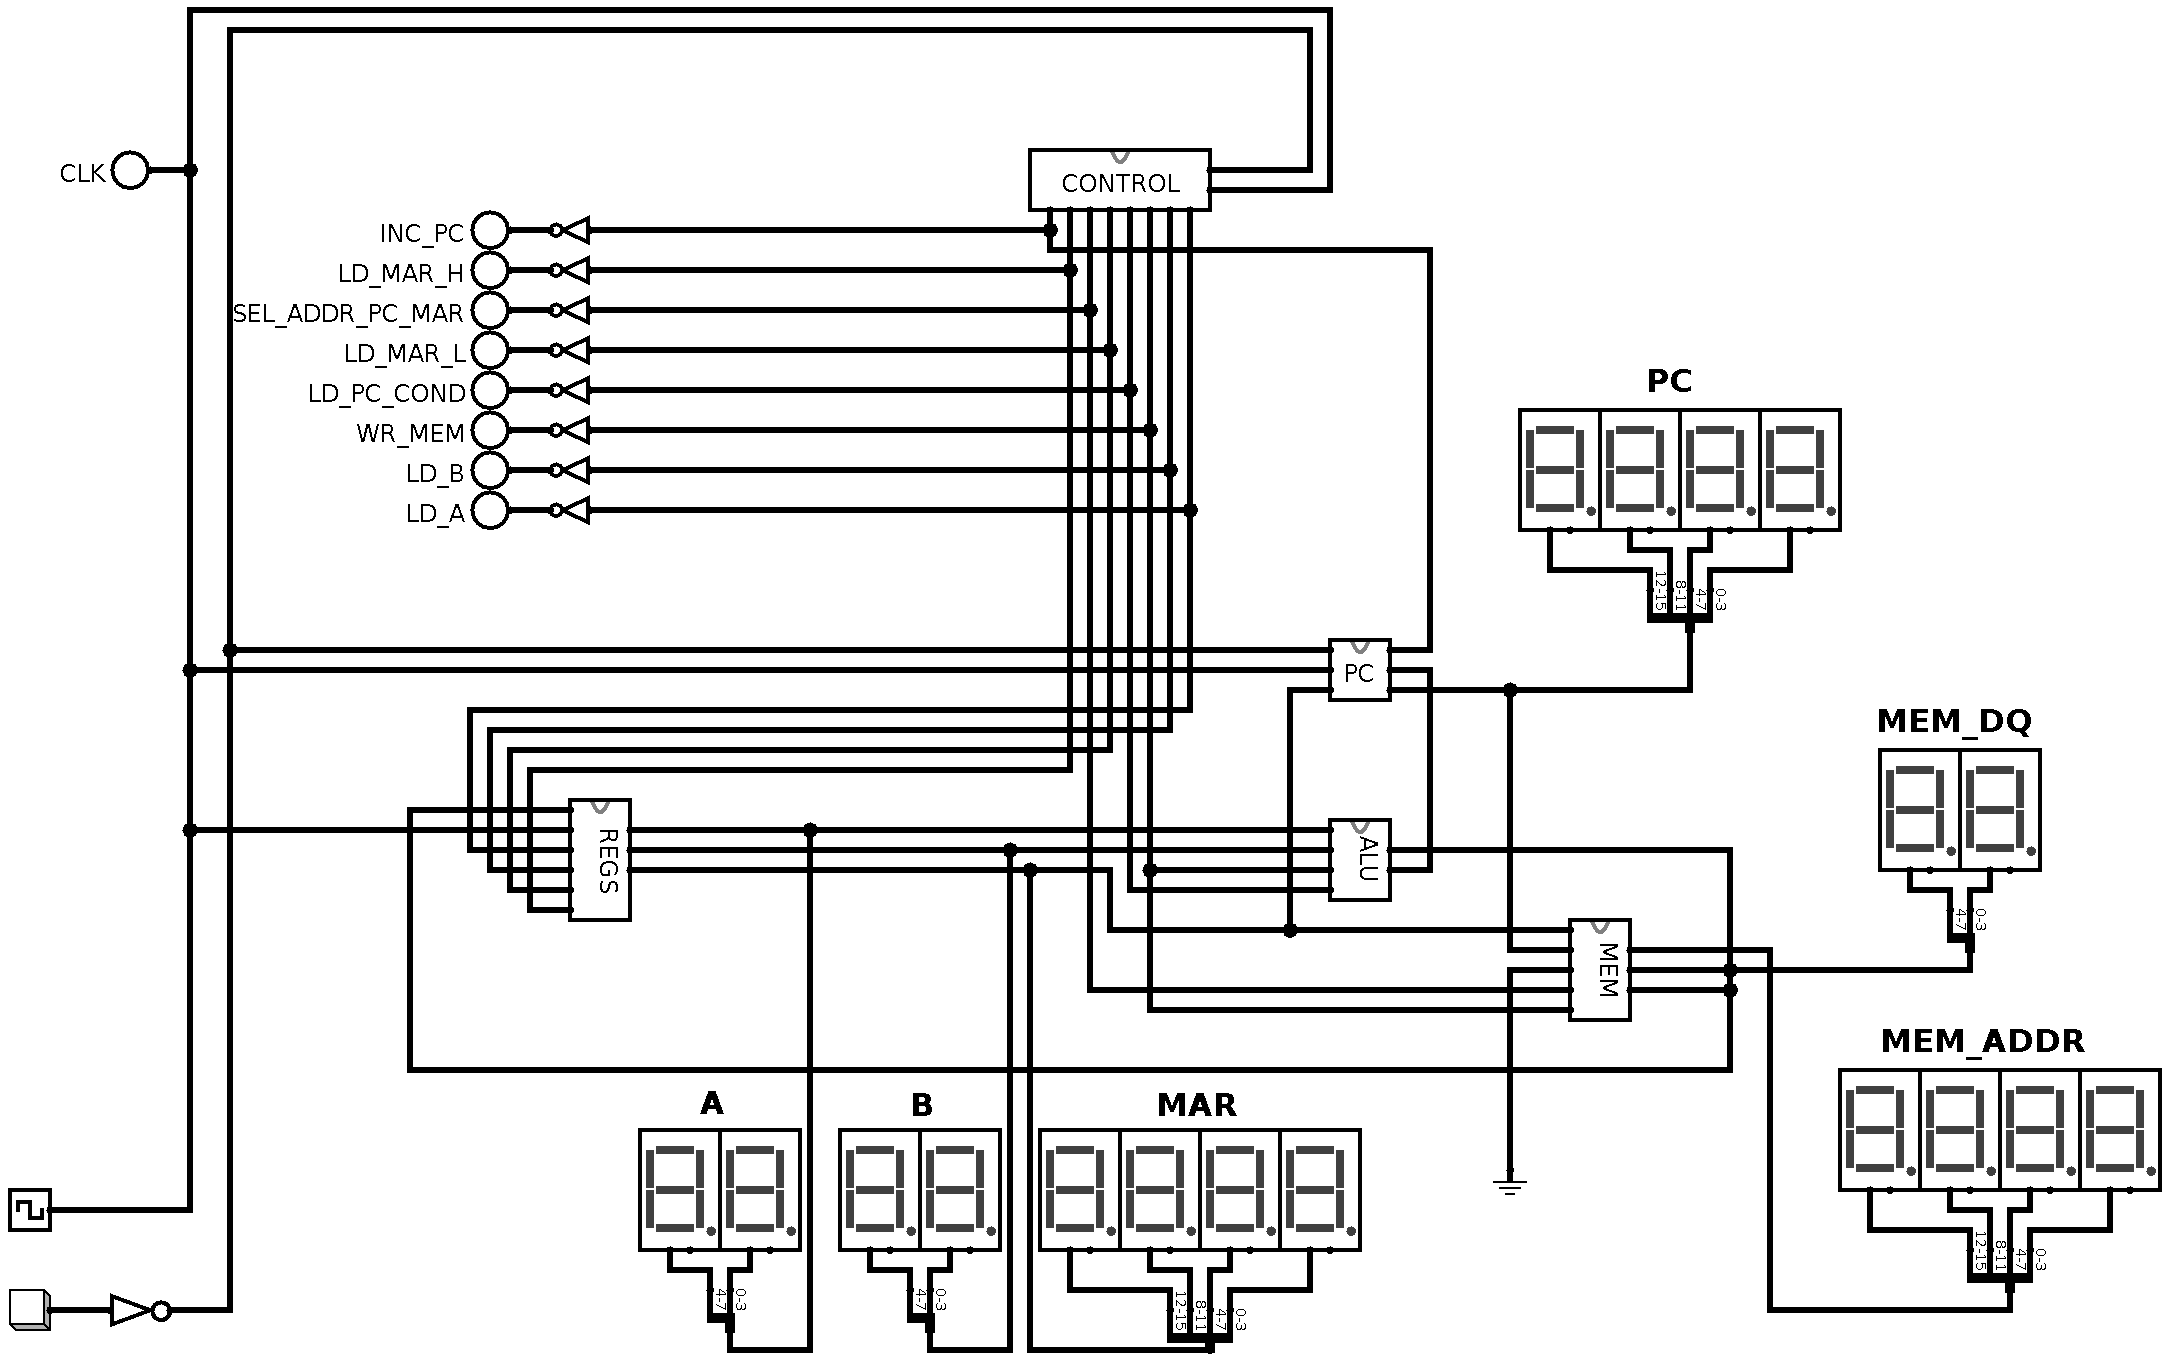 CONTROL
CLK
INC_PC
LD_MAR_H
SEL_ADDR_PC_MAR
LD_MAR_L
LD_PC_COND
WR_MEM
LD_B
LD_A
PC
12-15
8-11
4-7
0-3
PC
MEM_DQ
4-7
0-3
REGS
ALU
MEM
MEM_ADDR
12-15
8-11
4-7
0-3
A
4-7
0-3
B
4-7
0-3
MAR
12-15
8-11
4-7
0-3